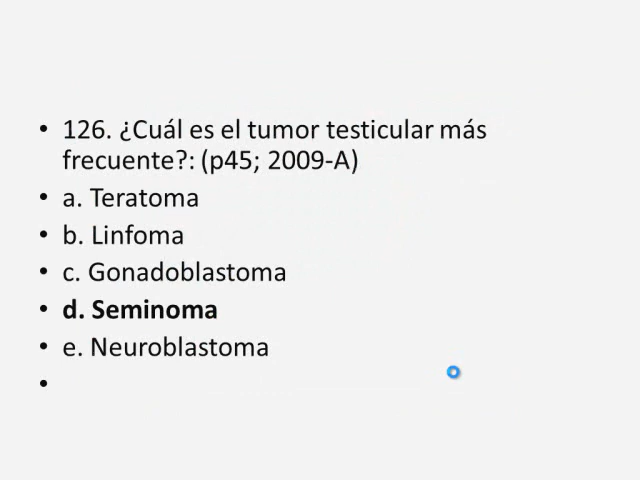 • 126. ¿Cuál es el tumor testicular más
frecuente?: (p45; 2009-A)
• a. Teratoma
• b. Linfoma
• c. Gonadoblastoma
• d. Seminoma
• e. Neuroblastoma
•